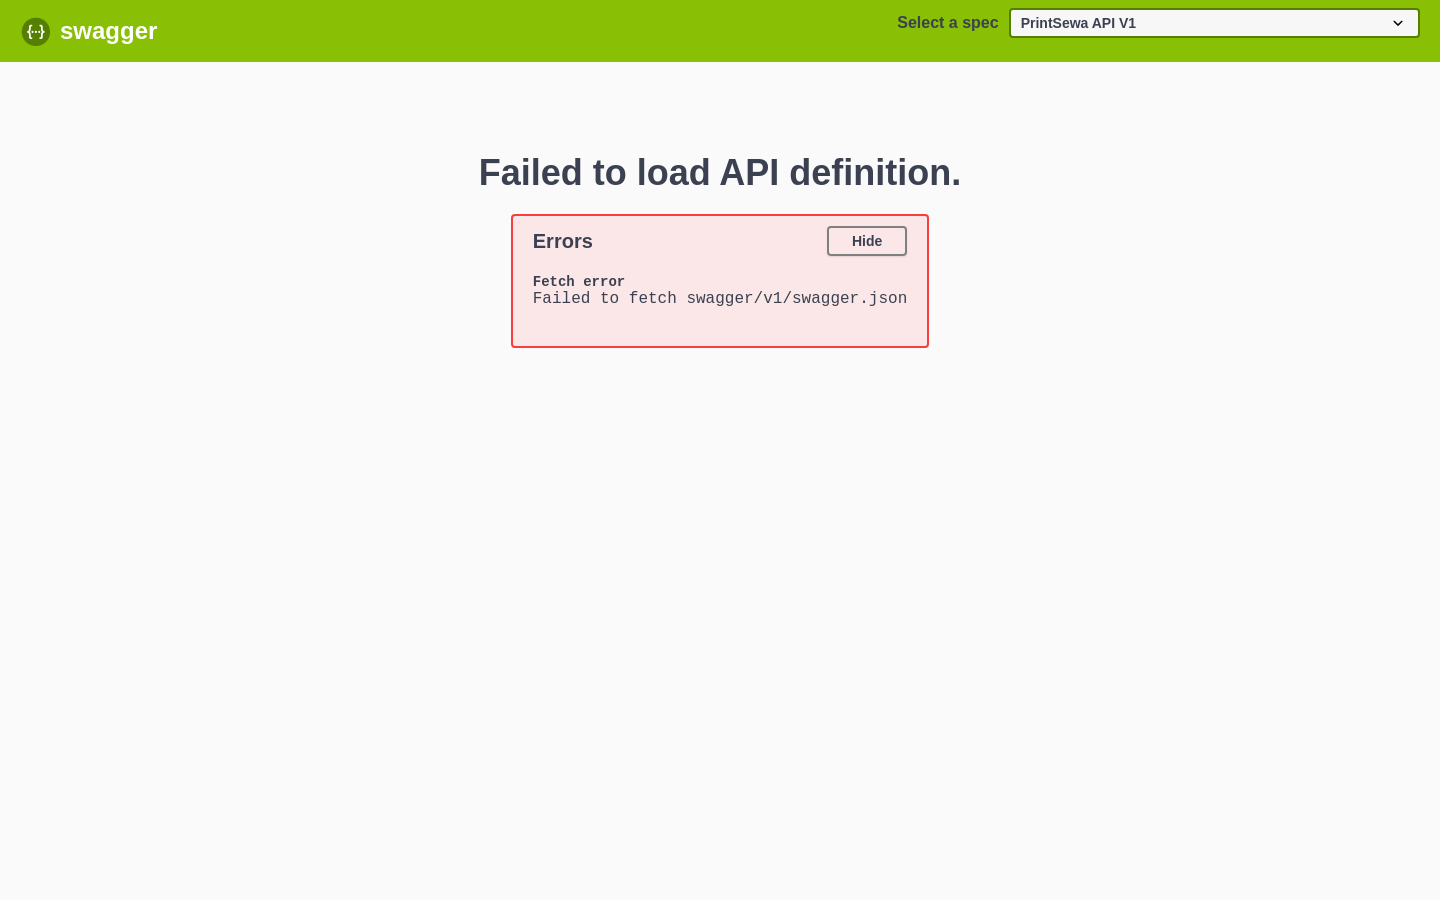 {...} swagger
Select a spec
PrintSewa API V1
Failed to load API definition.
Errors
Hide
Fetch error
Failed to fetch swagger/v1/swagger.json